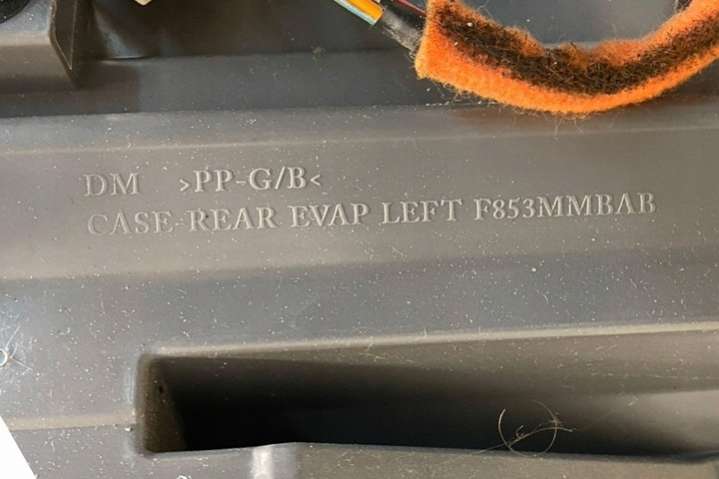 DM >PP-G/B<
CASE-REAR EVAP LEFT F853MMBAB